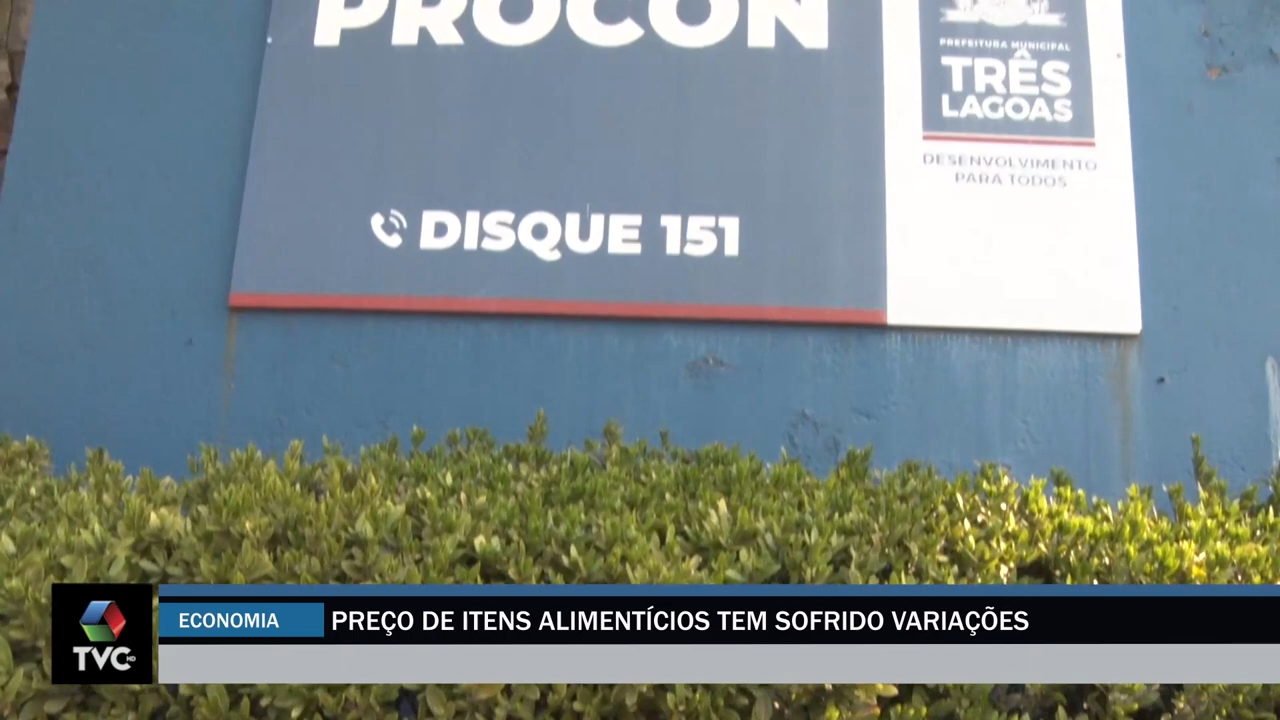 PROCON
PREFEITURA MUNICIPAL
TRÊS
LAGOAS
DESENVOLVIMENTO
PARA TODOS
DISQUE 151
ECONOMIA
PREÇO DE ITENS ALIMENTÍCIOS TEM SOFRIDO VARIAÇÕES
TVC HD